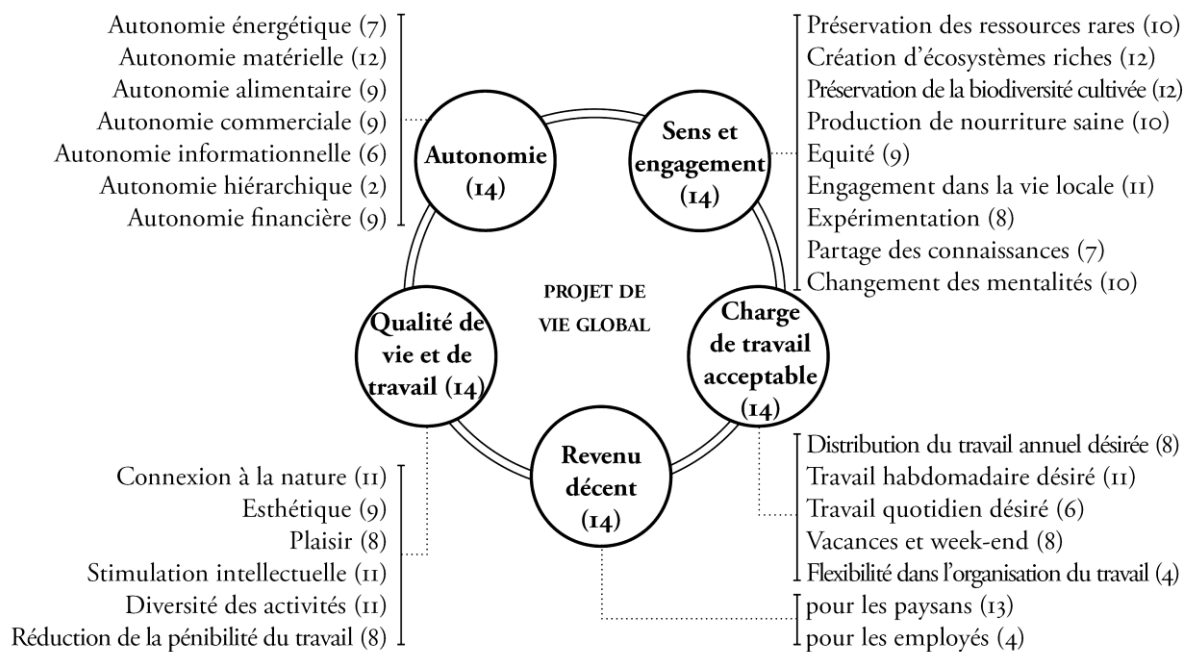 Autonomie énergétique (7)
Autonomie matérielle (12)
Autonomie alimentaire (9)
Autonomie commerciale (9)
Autonomie informationnelle (6)
Autonomie hiérarchique (2)
Autonomie financière (9)
Autonomie
(14)
Sens et
engagement
(14)
Préservation des ressources rares (10)
Création d'écosystèmes riches (12)
Préservation de la biodiversité cultivée (12)
Production de nourriture saine (10)
Equité (9)
Engagement dans la vie locale (11)
Expérimentation (8)
Partage des connaissances (7)
Changement des mentalités (10)
PROJET DE
VIE GLOBAL
Qualité de
vie et de
travail (14)
Charge
de travail
acceptable
(14)
Revenu
décent
(14)
Connexion à la nature (11)
Esthétique (9)
Plaisir (8)
Stimulation intellectuelle (11)
Diversité des activités (11)
Réduction de la pénibilité du travail (8)
Distribution du travail annuel désirée (8)
Travail habdomadaire désiré (11)
Travail quotidien désiré (6)
Vacances et week-end (8)
Flexibilité dans l'organisation du travail (4)
pour les paysans (13)
pour les employés (4)